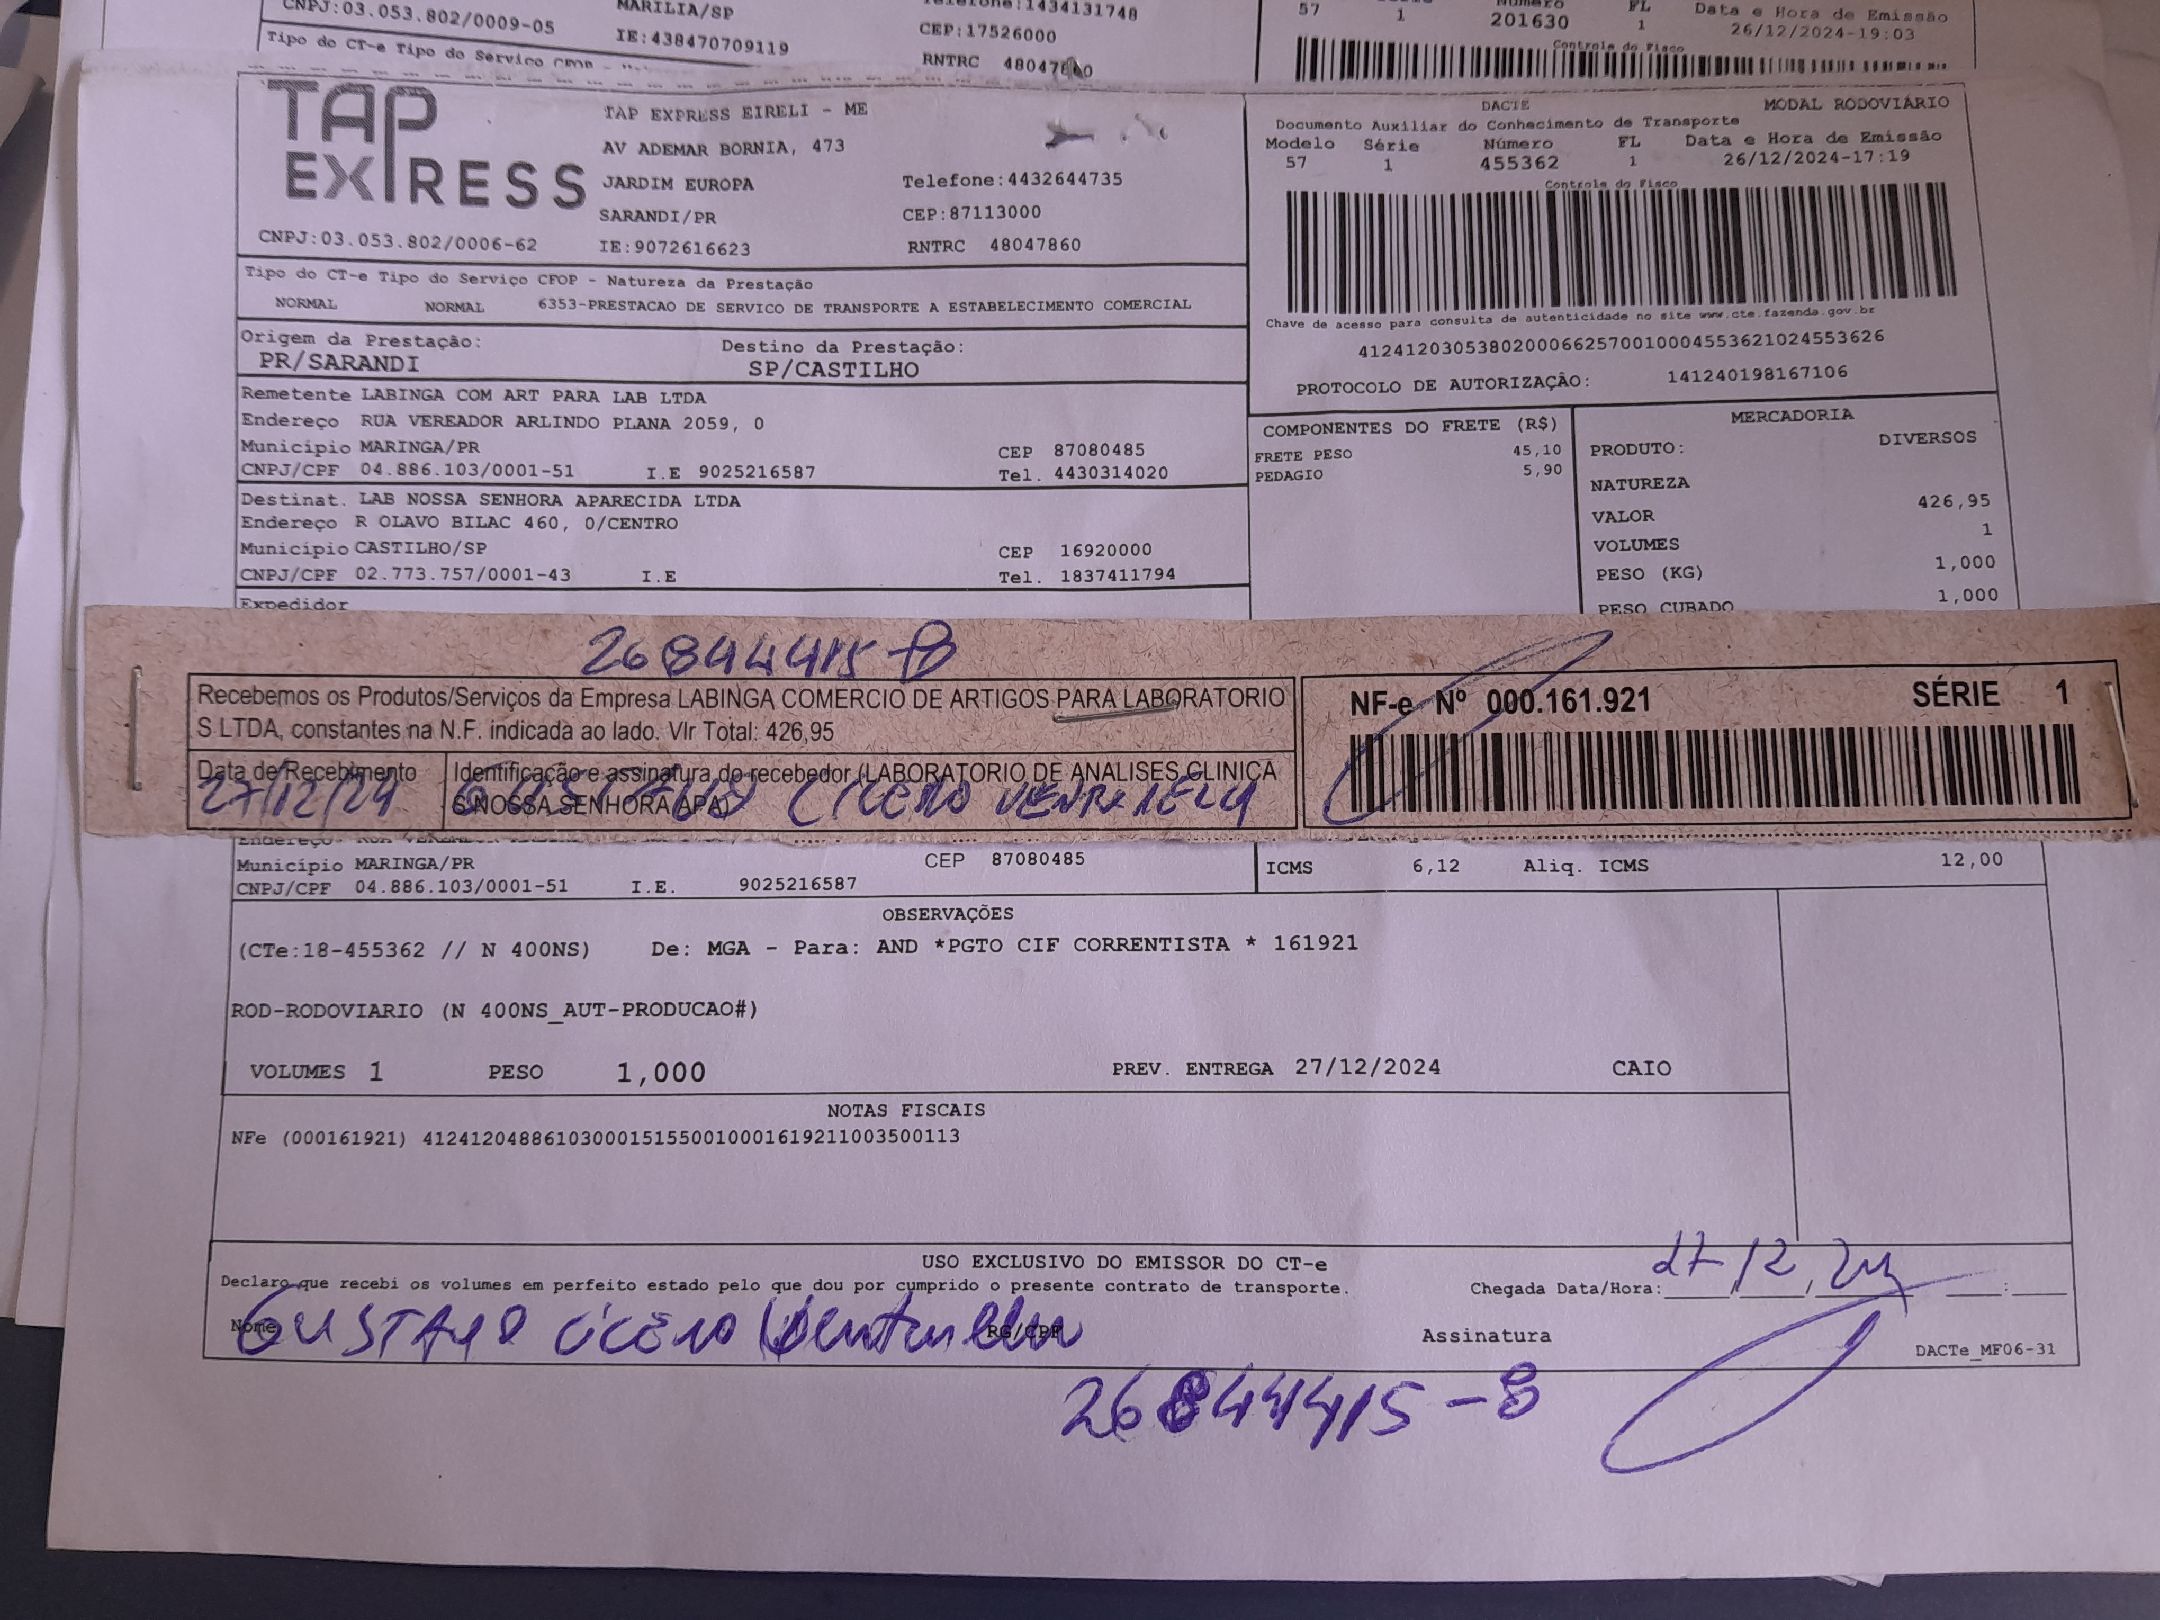 CNPJ:03.053.802/0009-05
MARILIA/SP
IE:438470709119
Telefone:1434131748
CEP:17526000
RNTRC 48047860
Tipo do CT-e Tipo do Servico CFOP
57 1 201630 1
Número FL Data e Hora de Emissão
26/12/2024-19:03
Controle do Fisco
TAP EXPRESS
TAP EXPRESS EIRELI - ME
AV ADEMAR BORNIA, 473
JARDIM EUROPA
Telefone:4432644735
SARANDI/PR
CEP:87113000
CNPJ:03.053.802/0006-62
IE:9072616623
RNTRC 48047860
DACTE MODAL RODOVIÁRIO
Documento Auxiliar do Conhecimento de Transporte
Modelo Série Número FL Data e Hora de Emissão
57 1 455362 1 26/12/2024-17:19
Controle do Fisco
Chave de acesso para consulta de autenticidade no site www.cte.fazenda.gov.br
41241203053802000662570010004553621024553626
PROTOCOLO DE AUTORIZAÇÃO: 141240198167106
Tipo do CT-e Tipo do Serviço CFOP - Natureza da Prestação
NORMAL NORMAL 6353-PRESTACAO DE SERVICO DE TRANSPORTE A ESTABELECIMENTO COMERCIAL
Origem da Prestação: Destino da Prestação:
PR/SARANDI SP/CASTILHO
Remetente LABINGA COM ART PARA LAB LTDA
Endereço RUA VEREADOR ARLINDO PLANA 2059, 0
Município MARINGA/PR CEP 87080485
CNPJ/CPF 04.886.103/0001-51 I.E 9025216587 Tel. 4430314020
Destinat. LAB NOSSA SENHORA APARECIDA LTDA
Endereço R OLAVO BILAC 460, 0/CENTRO
Município CASTILHO/SP CEP 16920000
CNPJ/CPF 02.773.757/0001-43 I.E Tel. 1837411794
Expedidor
COMPONENTES DO FRETE (R$)
FRETE PESO 45,10
PEDAGIO 5,90
MERCADORIA
PRODUTO: DIVERSOS
NATUREZA
VALOR 426,95
VOLUMES 1
PESO (KG) 1,000
PESO CUBADO 1,000
26844415-8
Recebemos os Produtos/Serviços da Empresa LABINGA COMERCIO DE ARTIGOS PARA LABORATORIO
S LTDA, constantes na N.F. indicada ao lado. Vlr Total: 426,95
Data de Recebimento
27/12/24
Identificação e assinatura do recebedor (LABORATORIO DE ANALISES CLINICA
S NOSSA SENHORA APA)
GUSTAVO CICERO VENTURELLI
NF-e Nº 000.161.921 SÉRIE 1
Endereço
Município MARINGA/PR CEP 87080485
CNPJ/CPF 04.886.103/0001-51 I.E. 9025216587
ICMS 6,12 Aliq. ICMS 12,00
OBSERVAÇÕES
(CTe:18-455362 // N 400NS) De: MGA - Para: AND *PGTO CIF CORRENTISTA * 161921
ROD-RODOVIARIO (N 400NS_AUT-PRODUCAO#)
VOLUMES 1 PESO 1,000 PREV. ENTREGA 27/12/2024 CAIO
NOTAS FISCAIS
NFe (000161921) 41241204886103000151550010001619211003500113
USO EXCLUSIVO DO EMISSOR DO CT-e
Declaro que recebi os volumes em perfeito estado pelo que dou por cumprido o presente contrato de transporte.
Chegada Data/Hora: 27/12/24
Nome GUSTAVO Cícero Venturelli RG/CPF
Assinatura
DACTe_MF06-31
26844415-8